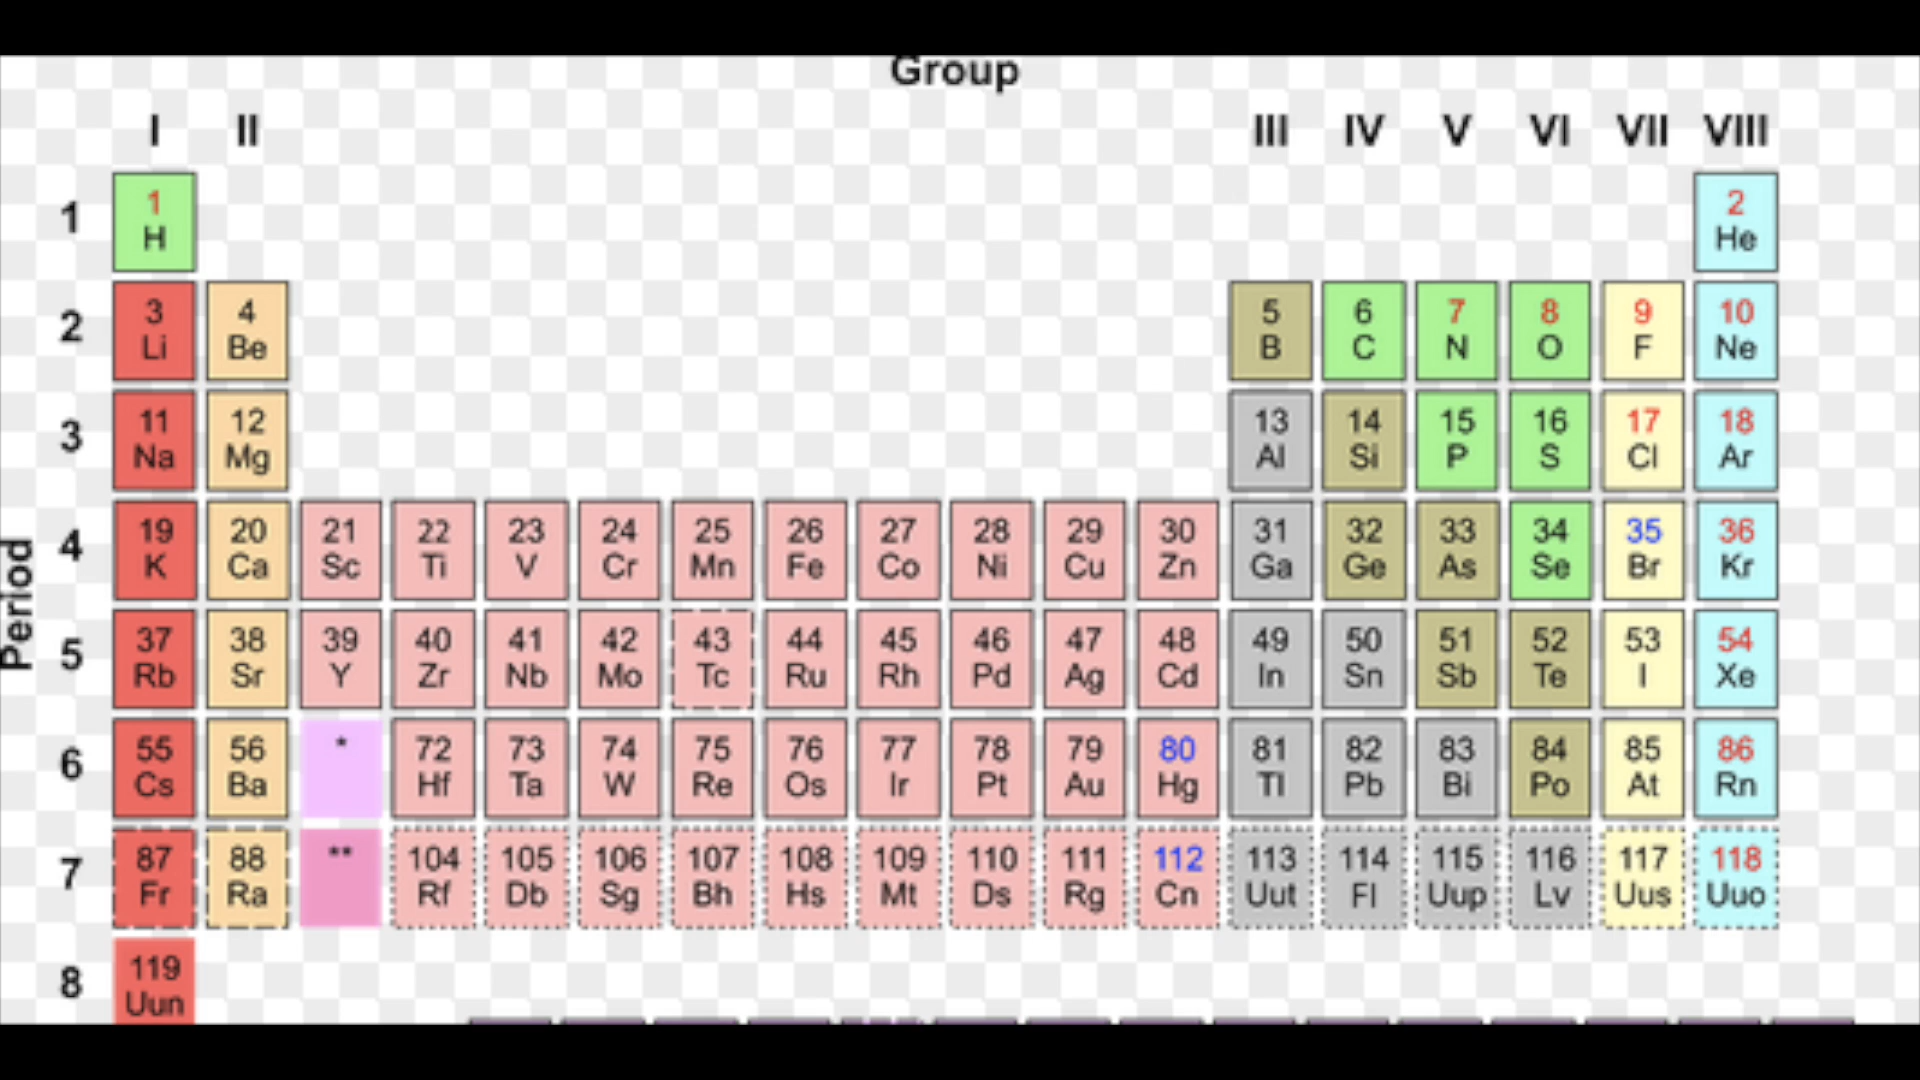 Group
I II III IV V VI VII VIII
1 2
1 H He
3 4 5 6 7 8 9 10
2 Li Be B C N O F Ne
11 12 13 14 15 16 17 18
3 Na Mg Al Si P S Cl Ar
19 20 21 22 23 24 25 26 27 28 29 30 31 32 33 34 35 36
4 K Ca Sc Ti V Cr Mn Fe Co Ni Cu Zn Ga Ge As Se Br Kr
Period
37 38 39 40 41 42 43 44 45 46 47 48 49 50 51 52 53 54
5 Rb Sr Y Zr Nb Mo Tc Ru Rh Pd Ag Cd In Sn Sb Te I Xe
55 56 * 72 73 74 75 76 77 78 79 80 81 82 83 84 85 86
6 Cs Ba Hf Ta W Re Os Ir Pt Au Hg Tl Pb Bi Po At Rn
87 88 ** 104 105 106 107 108 109 110 111 112 113 114 115 116 117 118
7 Fr Ra Rf Db Sg Bh Hs Mt Ds Rg Cn Uut Fl Uup Lv Uus Uuo
119
8 Uun